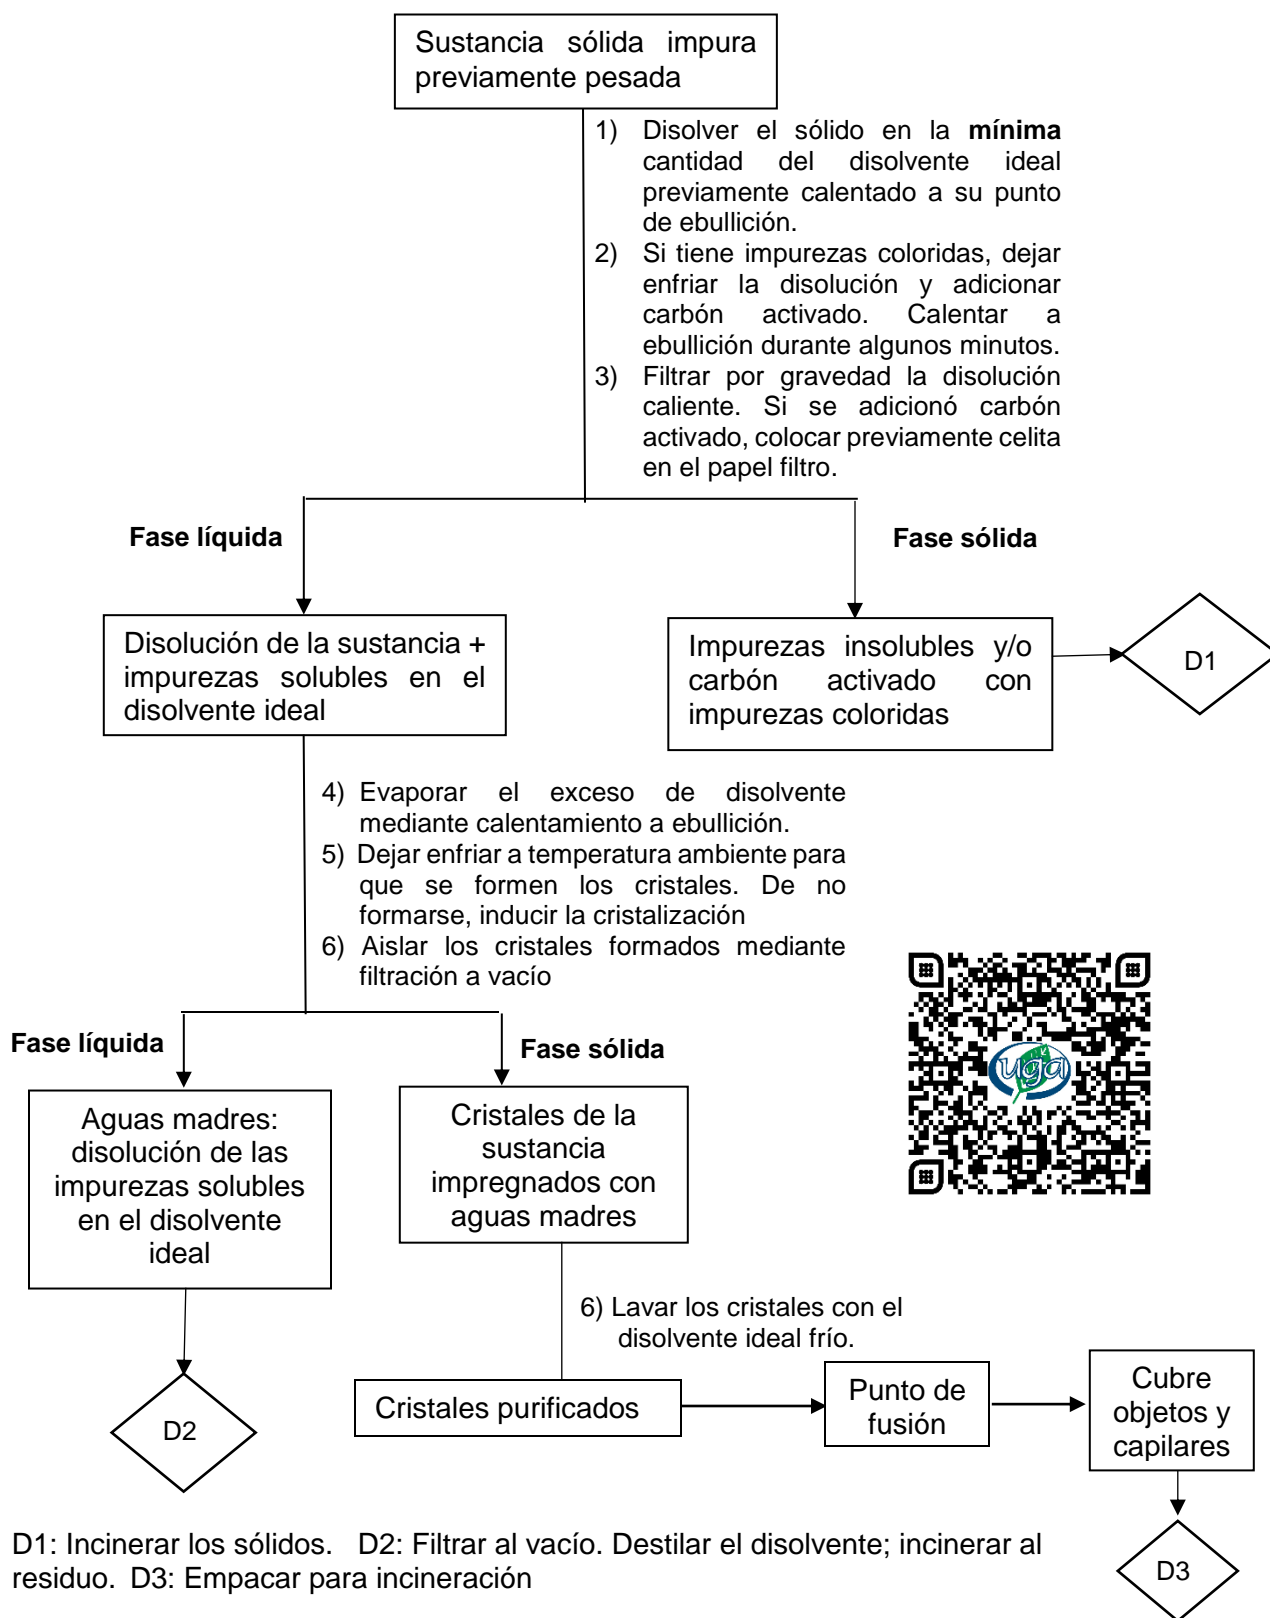 Sustancia sólida impura
previamente pesada
1) Disolver el sólido en la mínima
cantidad del disolvente ideal
previamente calentado a su punto
de ebullición.
2) Si tiene impurezas coloridas, dejar
enfriar la disolución y adicionar
carbón activado. Calentar a
ebullición durante algunos minutos.
3) Filtrar por gravedad la disolución
caliente. Si se adicionó carbón
activado, colocar previamente celita
en el papel filtro.
Fase líquida
Fase sólida
Disolución de la sustancia +
impurezas solubles en el
disolvente ideal
Impurezas insolubles y/o
carbón activado con
impurezas coloridas
D1
4) Evaporar el exceso de disolvente
mediante calentamiento a ebullición.
5) Dejar enfriar a temperatura ambiente para
que se formen los cristales. De no
formarse, inducir la cristalización
6) Aislar los cristales formados mediante
filtración a vacío
uga
Fase líquida
Fase sólida
Aguas madres:
disolución de las
impurezas solubles
en el disolvente
ideal
Cristales de la
sustancia
impregnados con
aguas madres
6) Lavar los cristales con el
disolvente ideal frío.
D2
Cristales purificados
Punto de
fusión
Cubre
objetos y
capilares
D3
D1: Incinerar los sólidos. D2: Filtrar al vacío. Destilar el disolvente; incinerar al
residuo. D3: Empacar para incineración